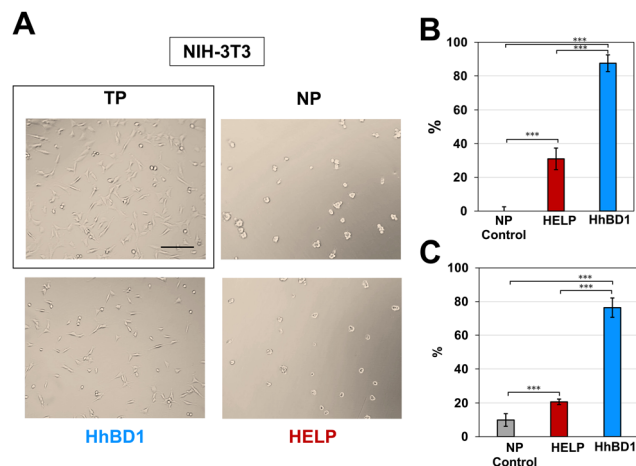 A
NIH-3T3
TP
NP
HhBD1
HELP
B
100
80
60
40
20
0
%
***
***
***
NP
Control
HELP
HhBD1
C
100
80
60
40
20
0
%
***
***
***
NP
Control
HELP
HhBD1